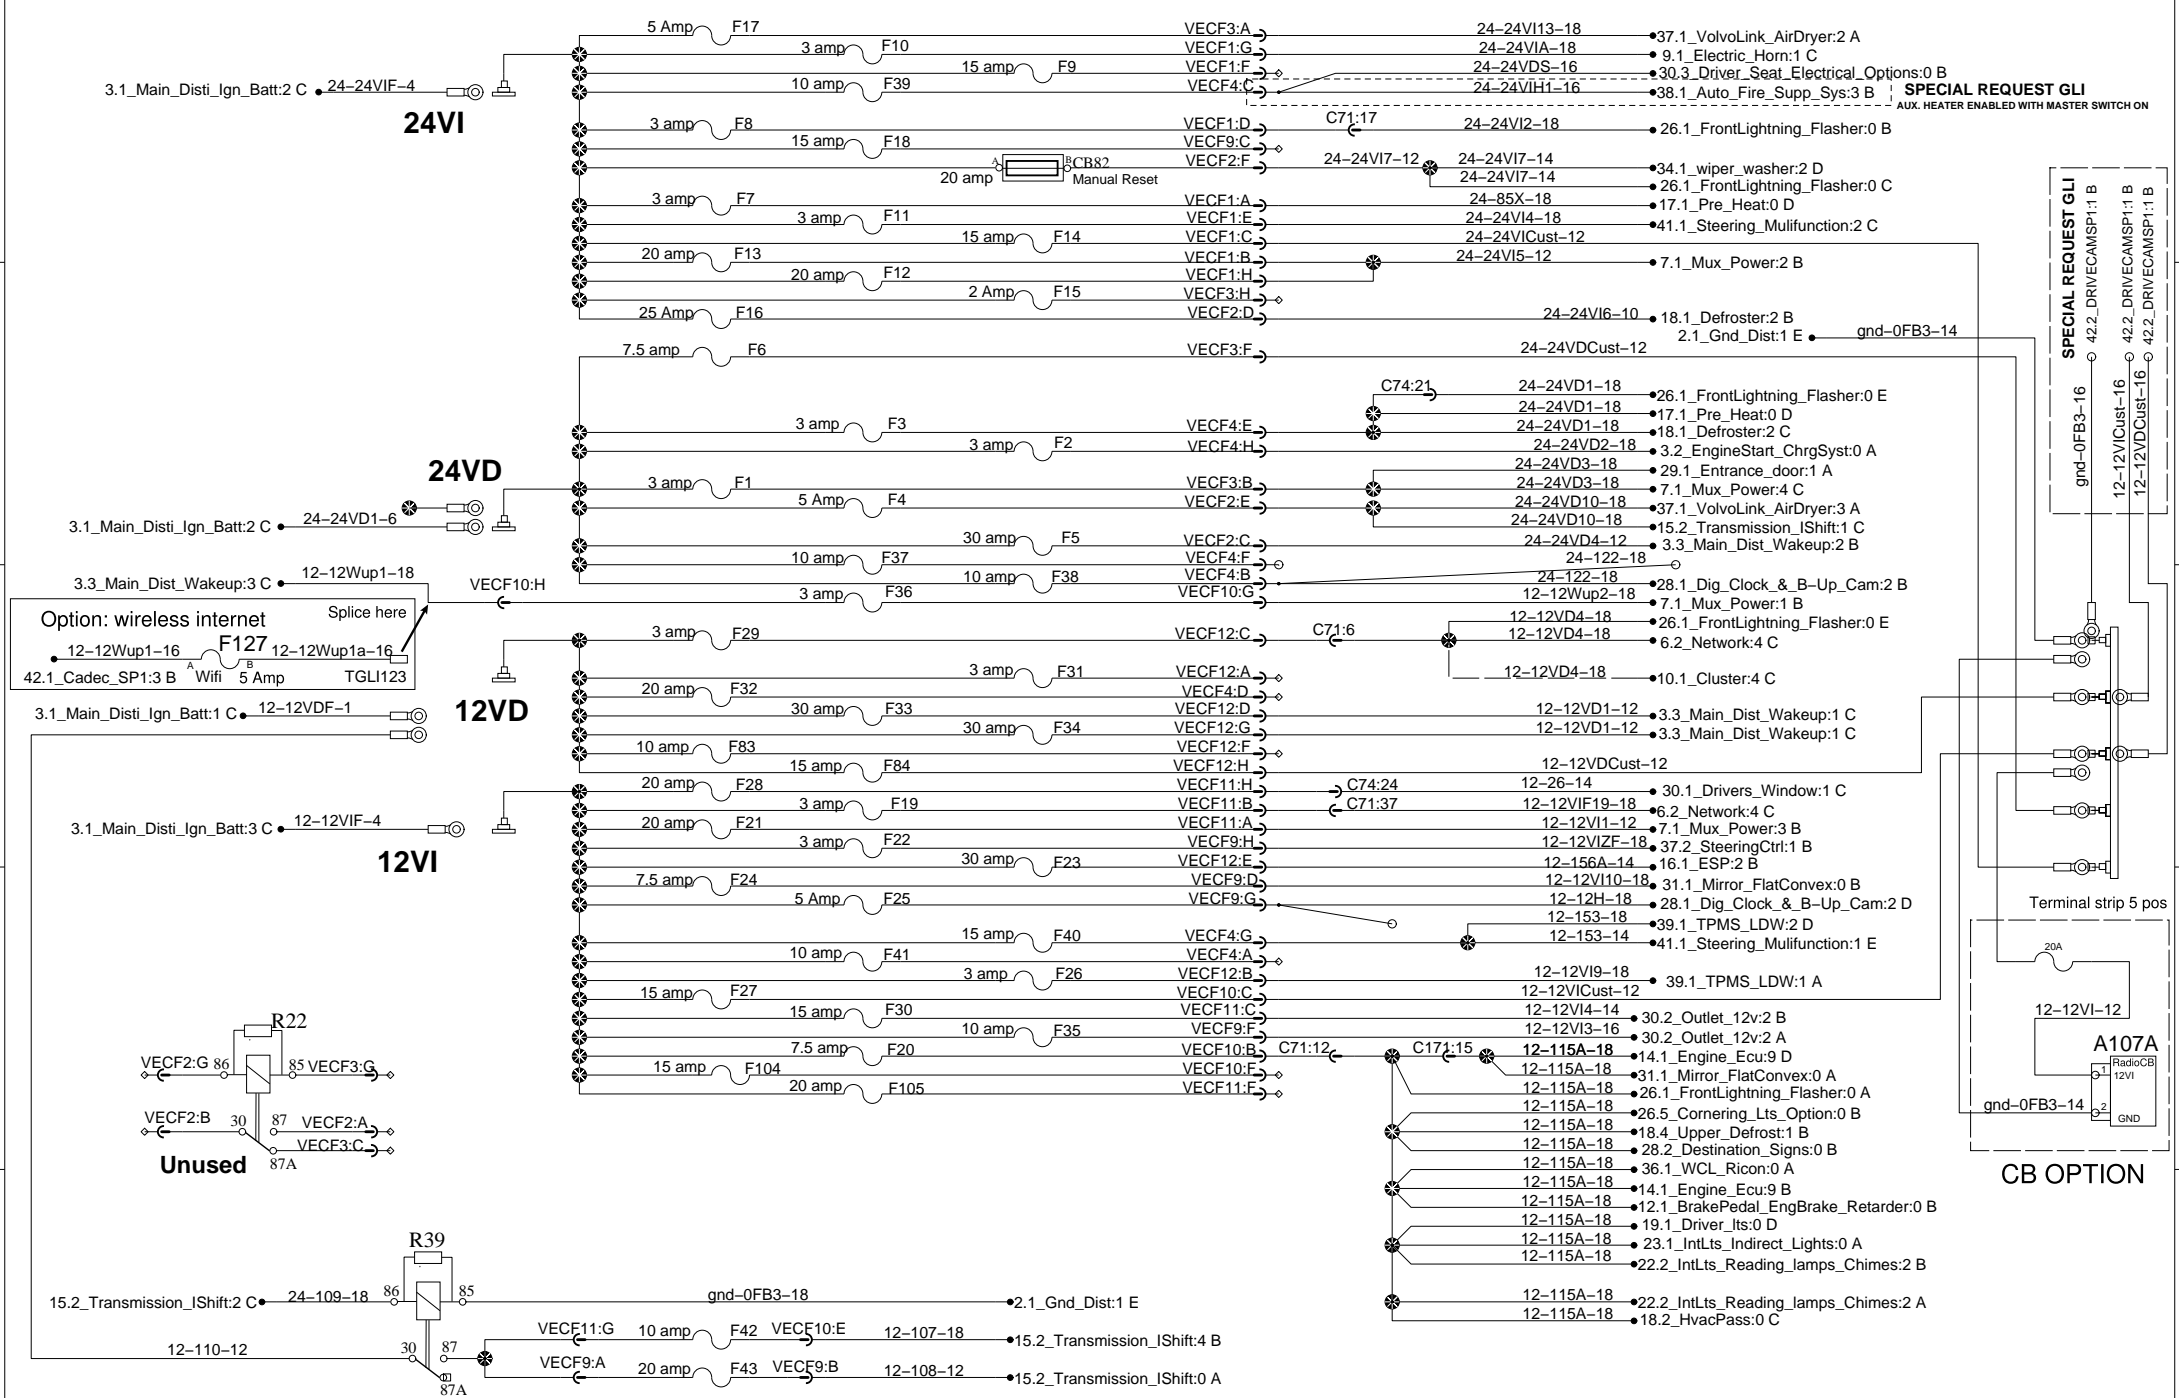 5 Amp F17 VECF3:A 24-24VI13-18 37.1_VolvoLink_AirDryer:2 A
3 amp F10 VECF1:G 24-24VIA-18 9.1_Electric_Horn:1 C
15 amp F9 VECF1:F 24-24VDS-16 30.3_Driver_Seat_Electrical_Options:0 B
3.1_Main_Disti_Ign_Batt:2 C 24-24VIF-4 10 amp F39 VECF4:C 24-24VIH1-16 38.1_Auto_Fire_Supp_Sys:3 B SPECIAL REQUEST GLI
AUX. HEATER ENABLED WITH MASTER SWITCH ON
24VI
3 amp F8 VECF1:D C71:17 24-24VI2-18 26.1_FrontLightning_Flasher:0 B
15 amp F18 VECF9:C
20 amp A B CB82 VECF2:F 24-24VI7-12 24-24VI7-14 34.1_wiper_washer:2 D
Manual Reset 24-24VI7-14 26.1_FrontLightning_Flasher:0 C
3 amp F7 VECF1:A 24-85X-18 17.1_Pre_Heat:0 D
3 amp F11 VECF1:E 24-24VI4-18 41.1_Steering_Mulifunction:2 C
15 amp F14 VECF1:C 24-24VICust-12
20 amp F13 VECF1:B 24-24VI5-12 7.1_Mux_Power:2 B
20 amp F12 VECF1:H
2 Amp F15 VECF3:H
25 Amp F16 VECF2:D 24-24VI6-10 18.1_Defroster:2 B
2.1_Gnd_Dist:1 E gnd-0FB3-14
7.5 amp F6 VECF3:F 24-24VDCust-12
SPECIAL REQUEST GLI
42.2_DRIVECAMSP1:1 B
42.2_DRIVECAMSP1:1 B
42.2_DRIVECAMSP1:1 B
gnd-0FB3-16
12-12VICust-16
12-12VDCust-16
C74:21 24-24VD1-18 26.1_FrontLightning_Flasher:0 E
24-24VD1-18 17.1_Pre_Heat:0 D
3 amp F3 VECF4:E 24-24VD1-18 18.1_Defroster:2 C
3 amp F2 VECF4:H 24-24VD2-18 3.2_EngineStart_ChrgSyst:0 A
24VD
24-24VD3-18 29.1_Entrance_door:1 A
3 amp F1 VECF3:B 24-24VD3-18 7.1_Mux_Power:4 C
5 Amp F4 VECF2:E 24-24VD10-18 37.1_VolvoLink_AirDryer:3 A
3.1_Main_Disti_Ign_Batt:2 C 24-24VD1-6 24-24VD10-18 15.2_Transmission_IShift:1 C
30 amp F5 VECF2:C 24-24VD4-12 3.3_Main_Dist_Wakeup:2 B
10 amp F37 VECF4:F 24-122-18
3.3_Main_Dist_Wakeup:3 C 12-12Wup1-18 10 amp F38 VECF4:B 24-122-18 28.1_Dig_Clock_&_B-Up_Cam:2 B
VECF10:H 3 amp F36 VECF10:G 12-12Wup2-18 7.1_Mux_Power:1 B
Option: wireless internet Splice here
12-12Wup1-16 F127 12-12Wup1a-16
A B
42.1_Cadec_SP1:3 B Wifi 5 Amp TGLI123
12-12VD4-18 26.1_FrontLightning_Flasher:0 E
3 amp F29 VECF12:C C71:6 12-12VD4-18 6.2_Network:4 C
3 amp F31 VECF12:A 12-12VD4-18 10.1_Cluster:4 C
20 amp F32 VECF4:D
12VD
3.1_Main_Disti_Ign_Batt:1 C 12-12VDF-1 30 amp F33 VECF12:D 12-12VD1-12 3.3_Main_Dist_Wakeup:1 C
30 amp F34 VECF12:G 12-12VD1-12 3.3_Main_Dist_Wakeup:1 C
10 amp F83 VECF12:F
15 amp F84 VECF12:H 12-12VDCust-12
20 amp F28 VECF11:H C74:24 12-26-14 30.1_Drivers_Window:1 C
3 amp F19 VECF11:B C71:37 12-12VIF19-18 6.2_Network:4 C
3.1_Main_Disti_Ign_Batt:3 C 12-12VIF-4 20 amp F21 VECF11:A 12-12VI1-12 7.1_Mux_Power:3 B
12VI
3 amp F22 VECF9:H 12-12VIZF-18 37.2_SteeringCtrl:1 B
30 amp F23 VECF12:E 12-156A-14 16.1_ESP:2 B
7.5 amp F24 VECF9:D 12-12VI10-18 31.1_Mirror_FlatConvex:0 B
5 Amp F25 VECF9:G 12-12H-18 28.1_Dig_Clock_&_B-Up_Cam:2 D
Terminal strip 5 pos
12-153-18 39.1_TPMS_LDW:2 D
15 amp F40 VECF4:G 12-153-14 41.1_Steering_Mulifunction:1 E
10 amp F41 VECF4:A
3 amp F26 VECF12:B 12-12VI9-18 39.1_TPMS_LDW:1 A
15 amp F27 VECF10:C 12-12VICust-12
15 amp F30 VECF11:C 12-12VI4-14 30.2_Outlet_12v:2 B
10 amp F35 VECF9:F 12-12VI3-16 30.2_Outlet_12v:2 A
7.5 amp F20 VECF10:B C71:12 C171:15 12-115A-18 14.1_Engine_Ecu:9 D
15 amp F104 VECF10:F 12-115A-18 31.1_Mirror_FlatConvex:0 A
20 amp F105 VECF11:F 12-115A-18 26.1_FrontLightning_Flasher:0 A
12-115A-18 26.5_Cornering_Lts_Option:0 B
12-115A-18 18.4_Upper_Defrost:1 B
12-115A-18 28.2_Destination_Signs:0 B
12-115A-18 36.1_WCL_Ricon:0 A
12-115A-18 14.1_Engine_Ecu:9 B
12-115A-18 12.1_BrakePedal_EngBrake_Retarder:0 B
12-115A-18 19.1_Driver_lts:0 D
12-115A-18 23.1_IntLts_Indirect_Lights:0 A
12-115A-18 22.2_IntLts_Reading_lamps_Chimes:2 B
12-115A-18 22.2_IntLts_Reading_lamps_Chimes:2 A
12-115A-18 18.2_HvacPass:0 C
20A
12-12VI-12
A107A
RadioCB
1 12VI
gnd-0FB3-14 2
GND
CB OPTION
R22
VECF2:G 86 85 VECF3:G
VECF2:B 30 87 VECF2:A
VECF3:C
87A
Unused
R39
15.2_Transmission_IShift:2 C 24-109-18 86 85 gnd-0FB3-18 2.1_Gnd_Dist:1 E
VECF11:G 10 amp F42 VECF10:E 12-107-18 15.2_Transmission_IShift:4 B
12-110-12 30 87
VECF9:A 20 amp F43 VECF9:B 12-108-12 15.2_Transmission_IShift:0 A
87A